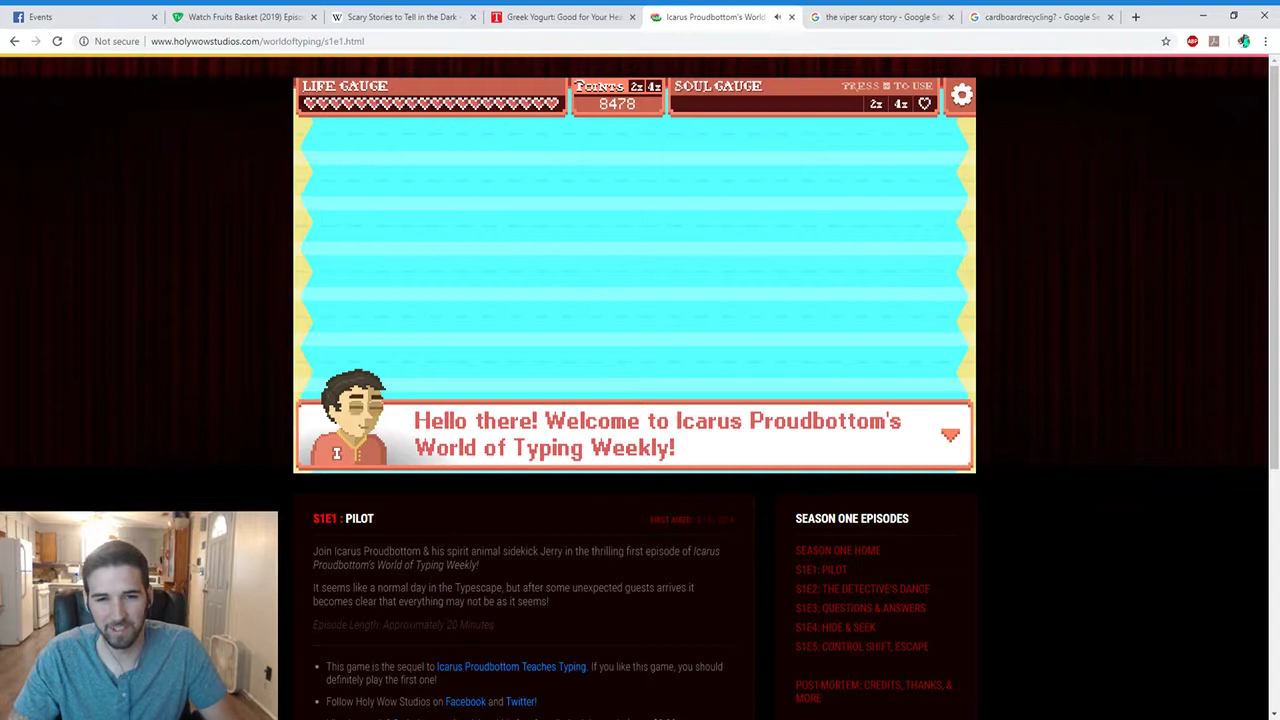 Events
Watch Fruits Basket (2019) Episo
Scary Stories to Tell in the Dark -
Greek Yogurt: Good for Your Hea
Icarus Proudbottom's World
the viper scary story - Google Se
cardboardrecycling? - Google Se
Not secure | www.holywowstudios.com/worldoftyping/s1e1.html
LIFE GAUGE
POINTS 2x 4x
SOUL GAUGE
TO USE
8478
2x 4x
Hello there! Welcome to Icarus Proudbottom's
World of Typing Weekly!
S1E1 : PILOT
FIRST AIRED:
Join Icarus Proudbottom & his spirit animal sidekick Jerry in the thrilling first episode of Icarus
Proudbottom's World of Typing Weekly!
It seems like a normal day in the Typescape, but after some unexpected guests arrives it
becomes clear that everything may not be as it seems!
Episode Length: Approximately 20 Minutes
This game is the sequel to Icarus Proudbottom Teaches Typing. If you like this game, you should
definitely play the first one!
Follow Holy Wow Studios on Facebook and Twitter!
SEASON ONE EPISODES
SEASON ONE HOME
S1E1: PILOT
S1E2: THE DETECTIVE'S DANCE
S1E3: QUESTIONS & ANSWERS
S1E4: HIDE & SEEK
S1E5: CONTROL, SHIFT, ESCAPE
POST-MORTEM: CREDITS, THANKS, &
MORE